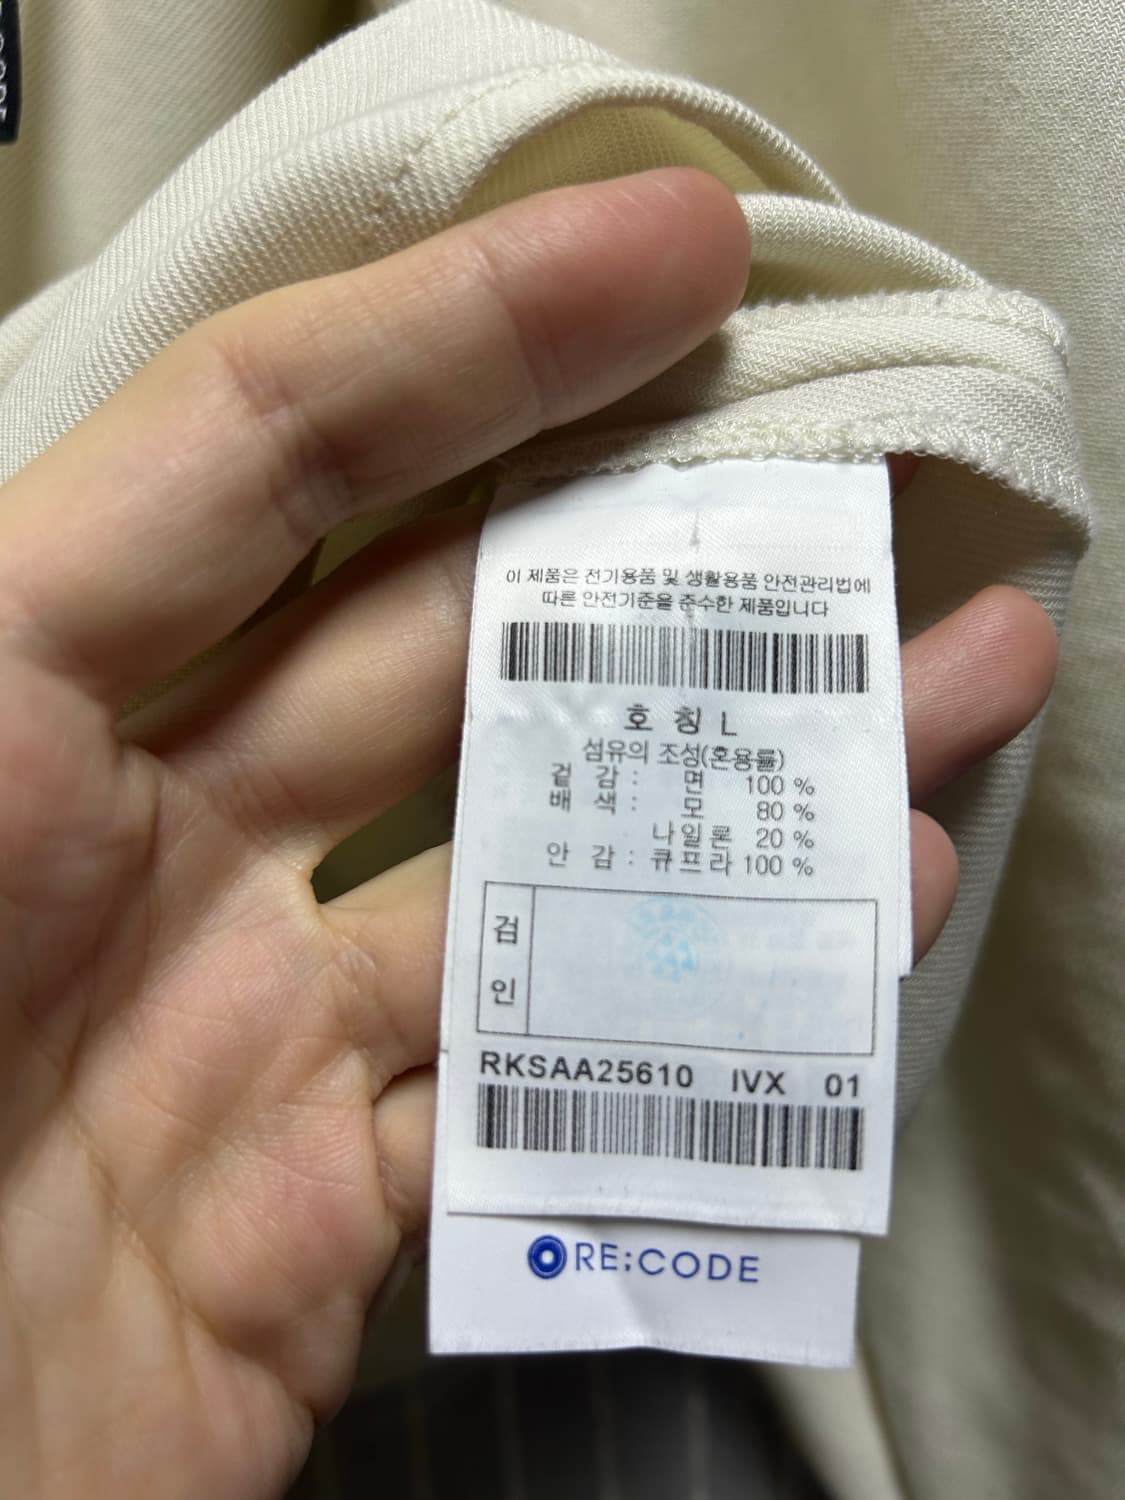 CODE
이 제품은 전기용품 및 생활용품 안전관리법에
따른 안전기준을 준수한 제품입니다
호 칭 L
섬유의 조성(혼용률)
겉 감 : 면 100 %
배 색 : 모 80 %
나일론 20 %
안 감 : 큐프라 100 %
검
인
RKSAA25610 IVX 01
RE;CODE